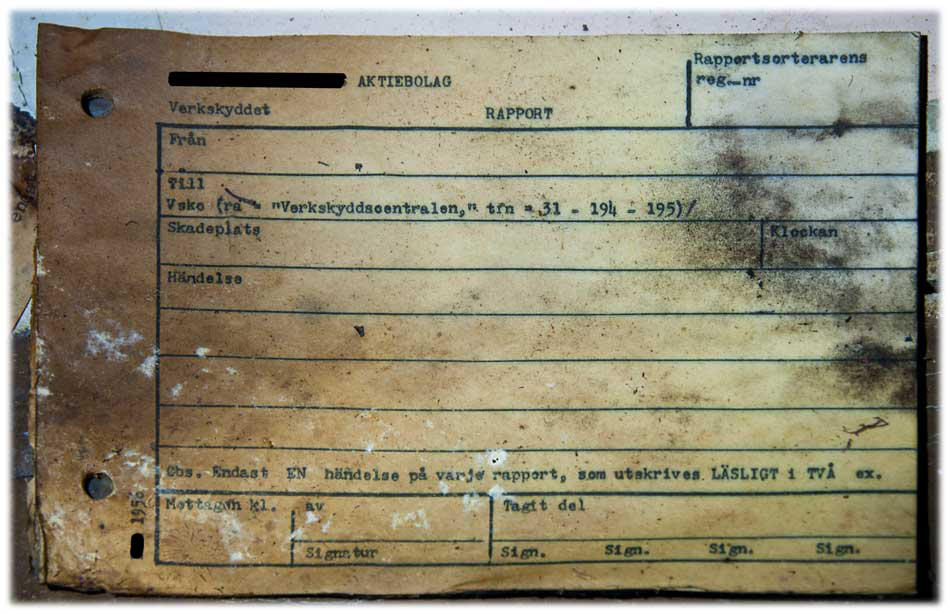 AKTIEBOLAG
Rapportsorterarens
reg.-nr
Verkskyddet RAPPORT
Från
Till
Vskc (ra - "Verkskyddscentralen," tfn = 31 - 194 - 195)/
Skadeplats Klockan
Händelse
Obs. Endast EN händelse på varje rapport, som utskrives LÄSLIGT i TVÅ ex.
Mottagen kl. av Tagit del
Signatur Sign. Sign. Sign. Sign.
1956